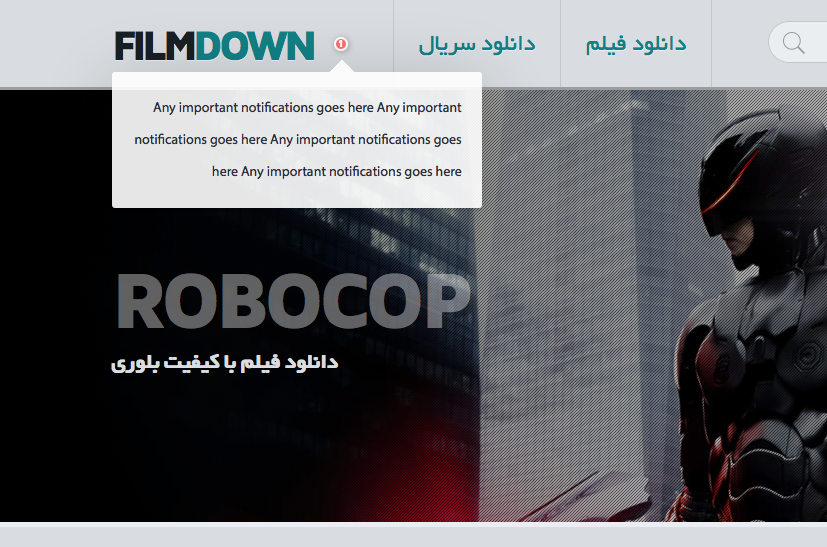 FILMDOWN
1
دانلود سریال
دانلود فیلم
Any important notifications goes here Any important
notifications goes here Any important notifications goes
here Any important notifications goes here
ROBOCOP
دانلود فیلم با کیفیت بلوری